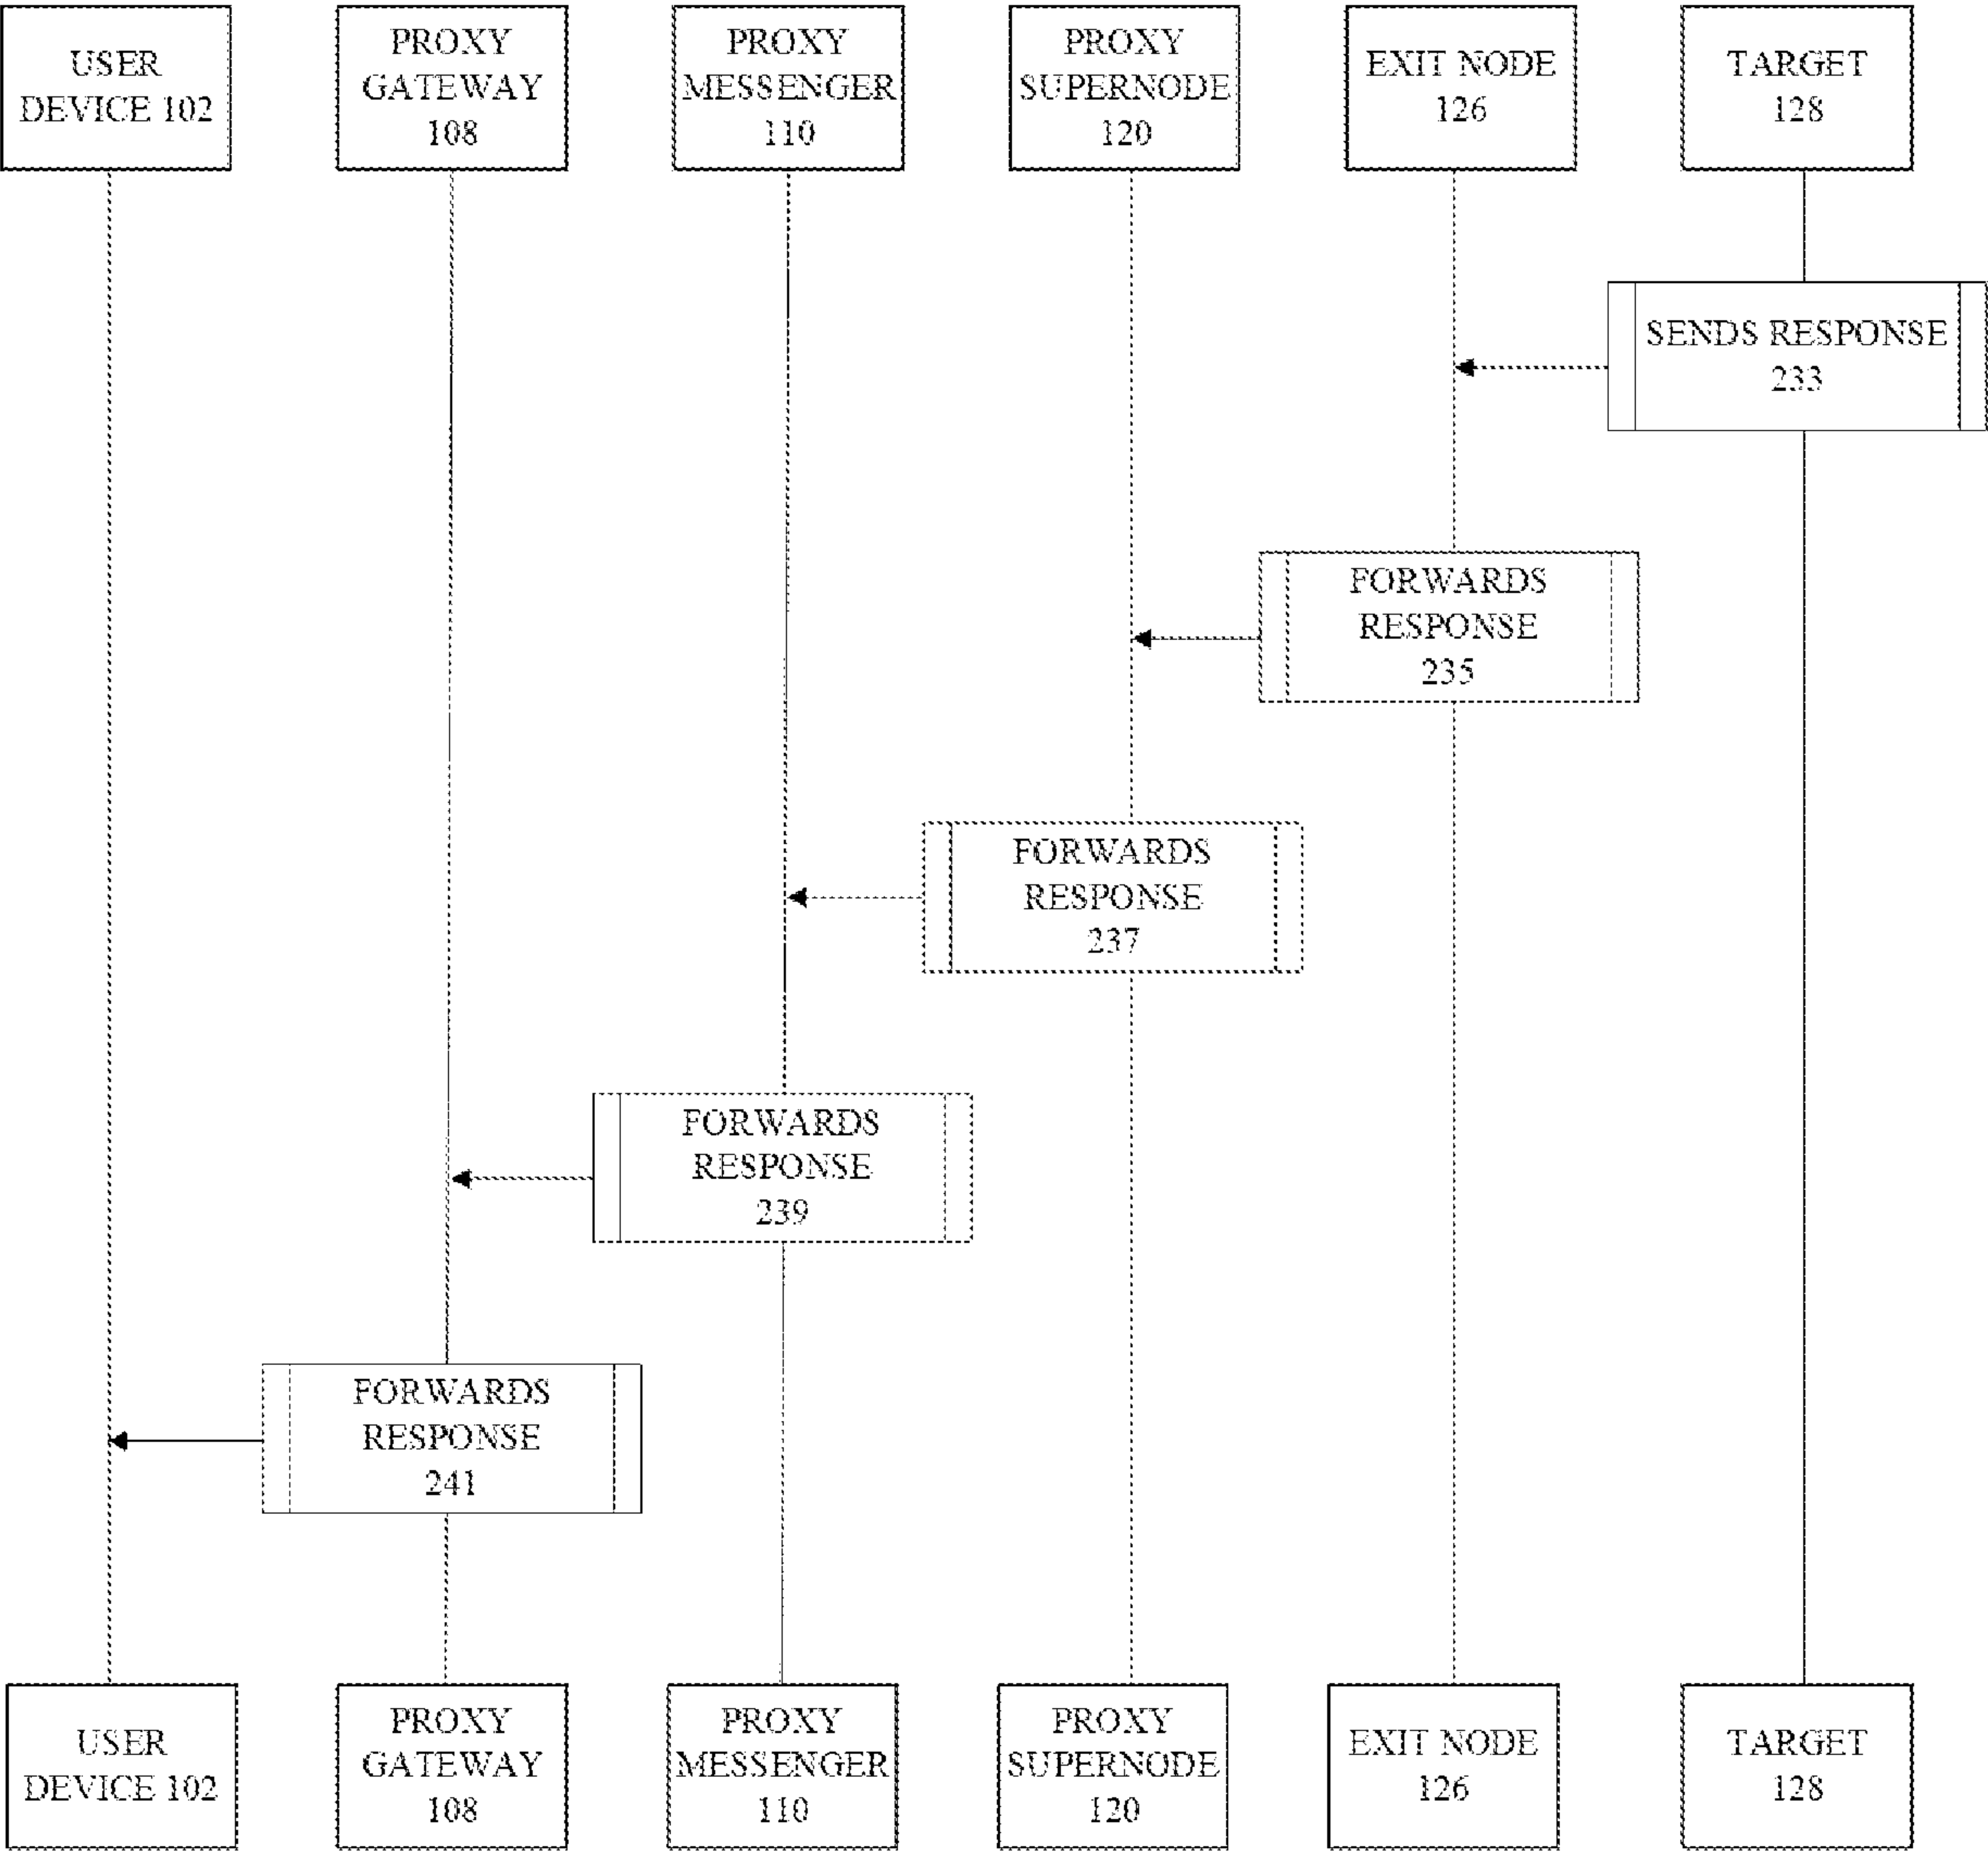 USER
DEVICE 102
PROXY
GATEWAY
108
PROXY
MESSENGER
110
PROXY
SUPERNODE
120
EXIT NODE
126
TARGET
128
SENDS RESPONSE
233
FORWARDS
RESPONSE
235
FORWARDS
RESPONSE
237
FORWARDS
RESPONSE
239
FORWARDS
RESPONSE
241
USER
DEVICE 102
PROXY
GATEWAY
108
PROXY
MESSENGER
110
PROXY
SUPERNODE
120
EXIT NODE
126
TARGET
128